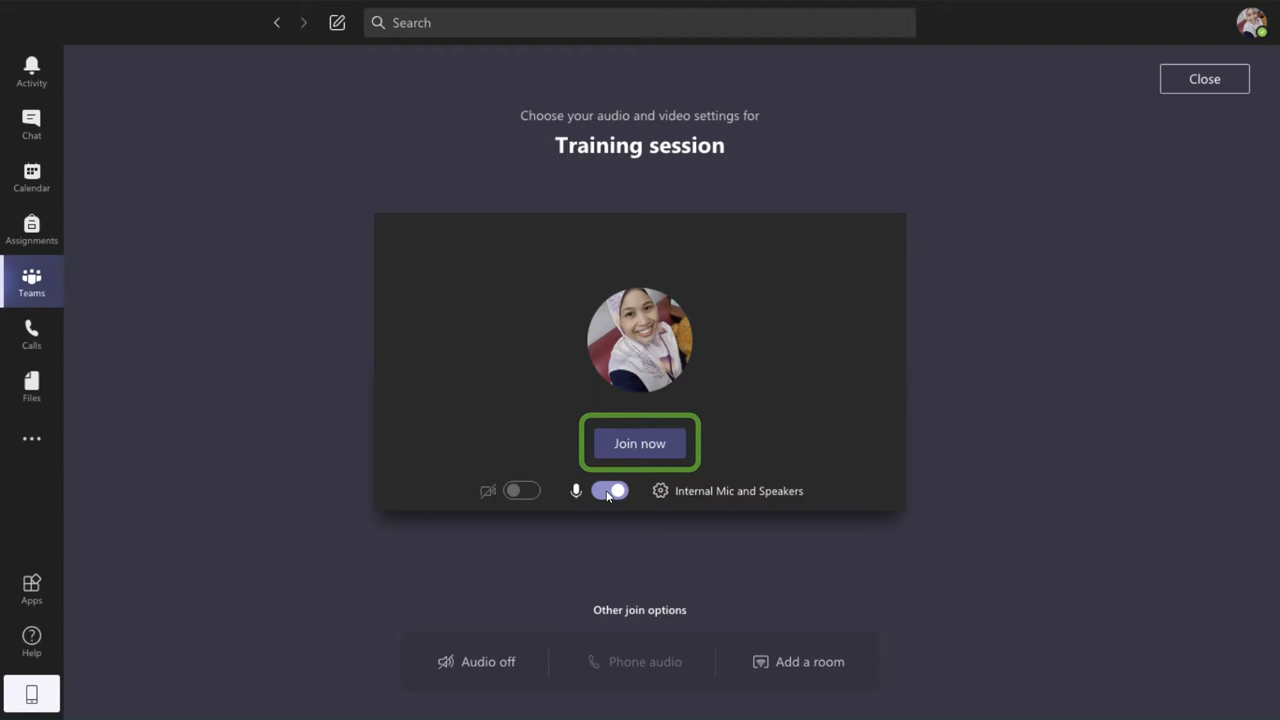 Search
Activity
Chat
Calendar
Assignments
Teams
Calls
Files
Apps
Help
Close
Choose your audio and video settings for
Training session
Join now
Internal Mic and Speakers
Other join options
Audio off
Phone audio
Add a room